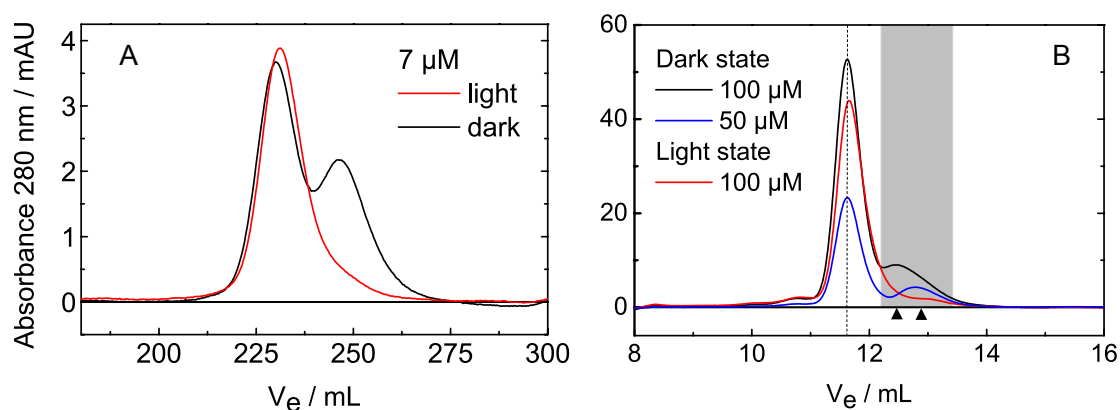 A
7 µM
light
dark
Absorbance 280 nm / mAU
4
3
2
1
0
200
225
250
275
300
Ve / mL
B
Dark state
100 µM
50 µM
Light state
100 µM
60
40
20
0
8
10
12
14
16
Ve / mL